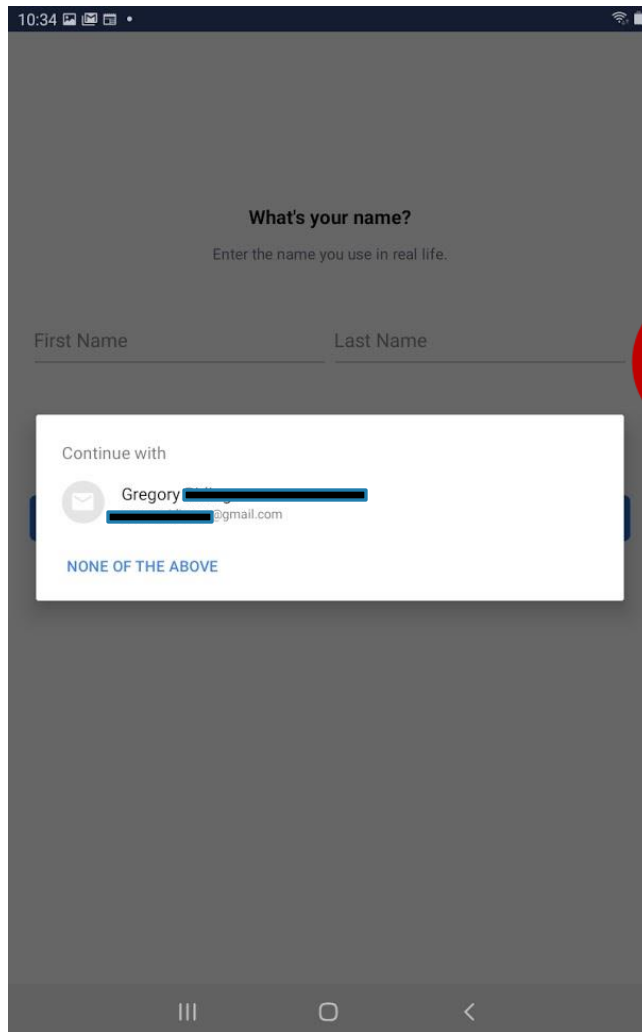 10:34
What's your name?
Enter the name you use in real life.
First Name Last Name
Continue with
Gregory
@gmail.com
NONE OF THE ABOVE